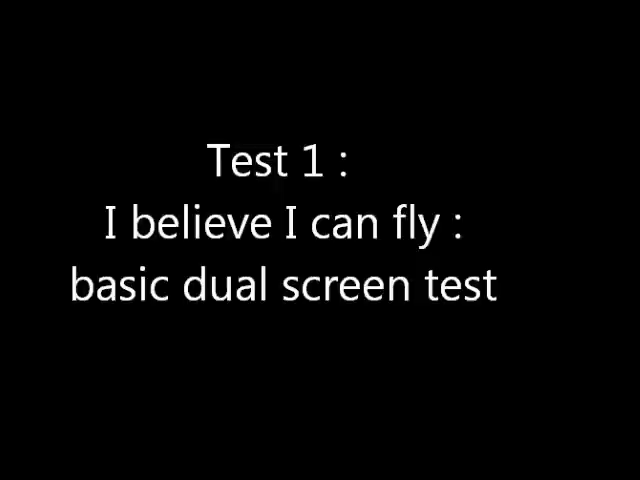 Test 1 :
I believe I can fly :
basic dual screen test